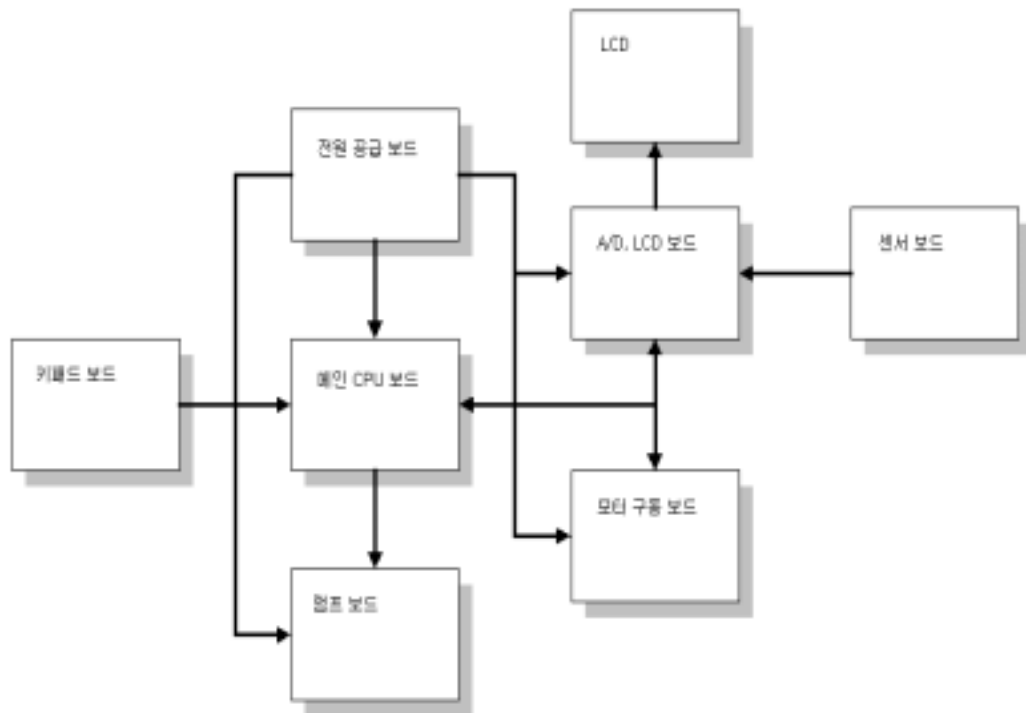 LCD
전원 공급 보드
A/D, LCD 보드
센서 보드
키패드 보드
메인 CPU 보드
모터 구동 보드
램프 보드